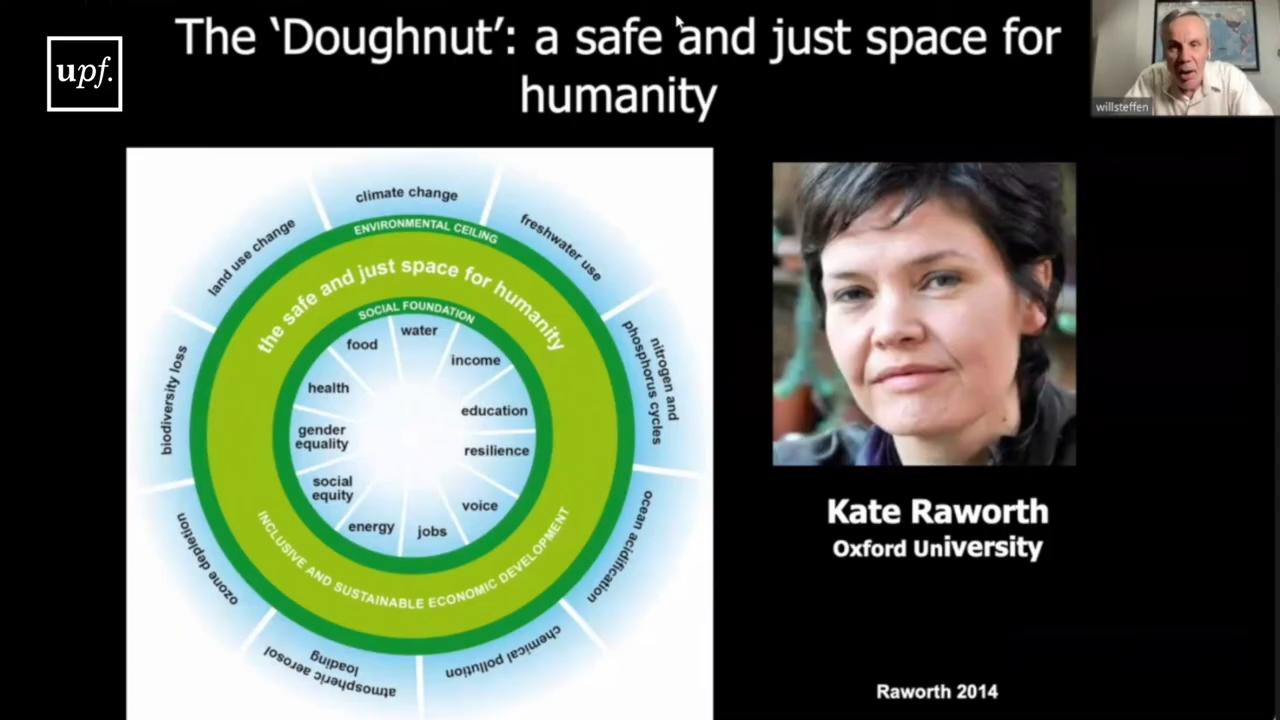 The ‘Doughnut’: a safe and just space for
humanity
upf.
willsteffen
climate change
freshwater use
nitrogen and
phosphorus cycles
ocean acidification
chemical pollution
atmospheric aerosol
loading
ozone depletion
biodiversity loss
land use change
ENVIRONMENTAL CEILING
the safe and just space for humanity
SOCIAL FOUNDATION
water
income
education
resilience
voice
jobs
energy
social
equity
gender
equality
health
food
INCLUSIVE AND SUSTAINABLE ECONOMIC DEVELOPMENT
Kate Raworth
Oxford University
Raworth 2014